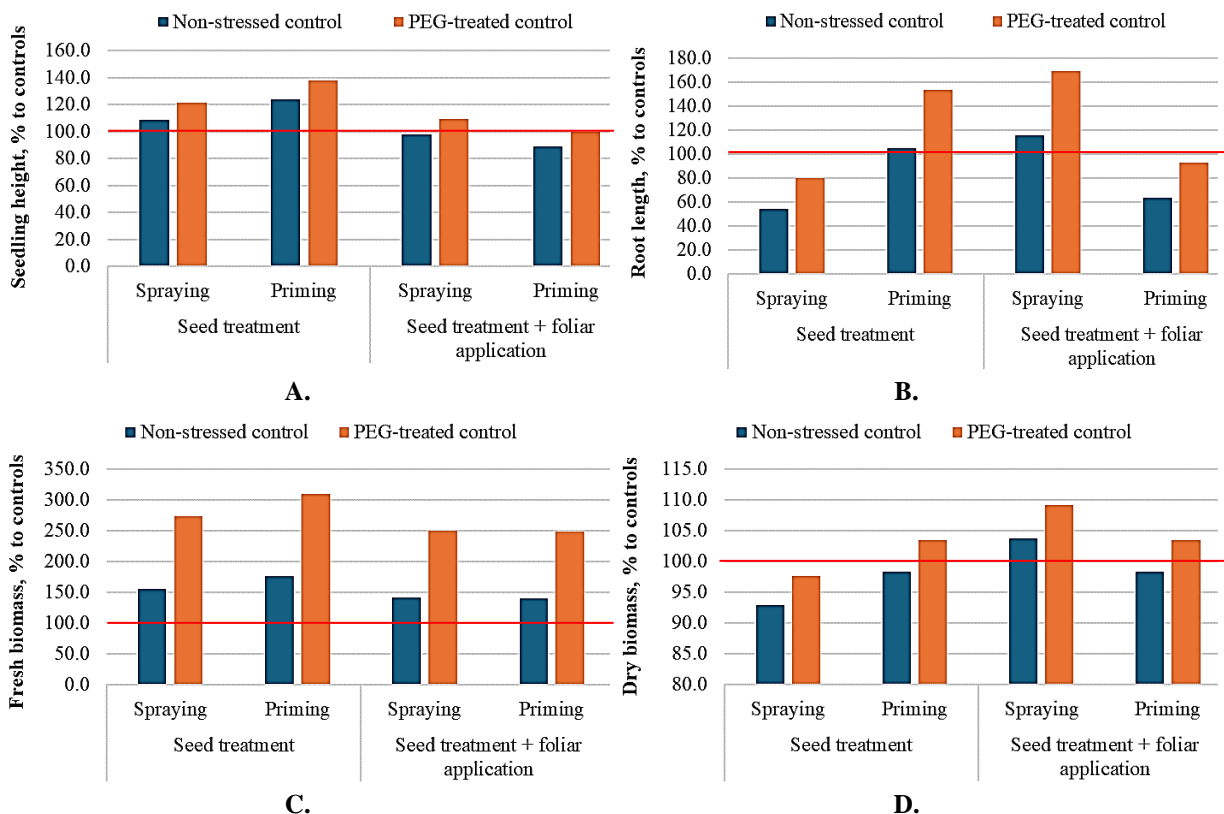 Non-stressed control
PEG-treated control
Seedling height, % to controls
160.0
140.0
120.0
100.0
80.0
60.0
40.0
20.0
0.0
Spraying
Priming
Spraying
Priming
Seed treatment
Seed treatment + foliar
application
A.
Non-stressed control
PEG-treated control
Root length, % to controls
180.0
160.0
140.0
120.0
100.0
80.0
60.0
40.0
20.0
0.0
Spraying
Priming
Spraying
Priming
Seed treatment
Seed treatment + foliar
application
B.
Non-stressed control
PEG-treated control
Fresh biomass, % to controls
350.0
300.0
250.0
200.0
150.0
100.0
50.0
0.0
Spraying
Priming
Spraying
Priming
Seed treatment
Seed treatment + foliar
application
C.
Non-stressed control
PEG-treated control
Dry biomass, % to controls
115.0
110.0
105.0
100.0
95.0
90.0
85.0
80.0
Spraying
Priming
Spraying
Priming
Seed treatment
Seed treatment + foliar
application
D.